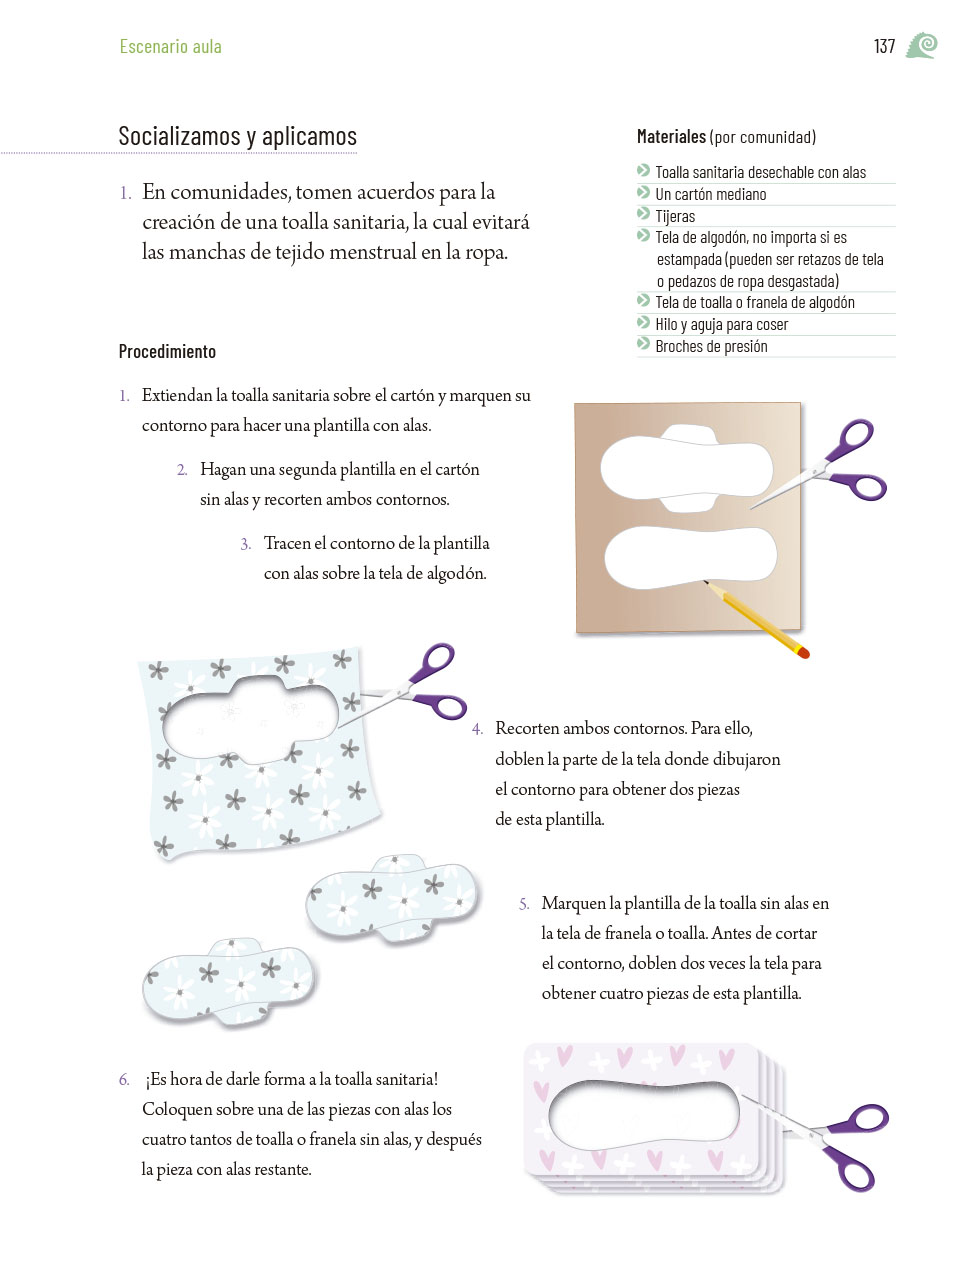 Escenario aula
137
Socializamos y aplicamos
1. En comunidades, tomen acuerdos para la
creación de una toalla sanitaria, la cual evitará
las manchas de tejido menstrual en la ropa.
Materiales (por comunidad)
Toalla sanitaria desechable con alas
Un cartón mediano
Tijeras
Tela de algodón, no importa si es
estampada (pueden ser retazos de tela
o pedazos de ropa desgastada)
Tela de toalla o franela de algodón
Hilo y aguja para coser
Broches de presión
Procedimiento
1. Extiendan la toalla sanitaria sobre el cartón y marquen su
contorno para hacer una plantilla con alas.
2. Hagan una segunda plantilla en el cartón
sin alas y recorten ambos contornos.
3. Tracen el contorno de la plantilla
con alas sobre la tela de algodón.
4. Recorten ambos contornos. Para ello,
doblen la parte de la tela donde dibujaron
el contorno para obtener dos piezas
de esta plantilla.
5. Marquen la plantilla de la toalla sin alas en
la tela de franela o toalla. Antes de cortar
el contorno, doblen dos veces la tela para
obtener cuatro piezas de esta plantilla.
6. ¡Es hora de darle forma a la toalla sanitaria!
Coloquen sobre una de las piezas con alas los
cuatro tantos de toalla o franela sin alas, y después
la pieza con alas restante.